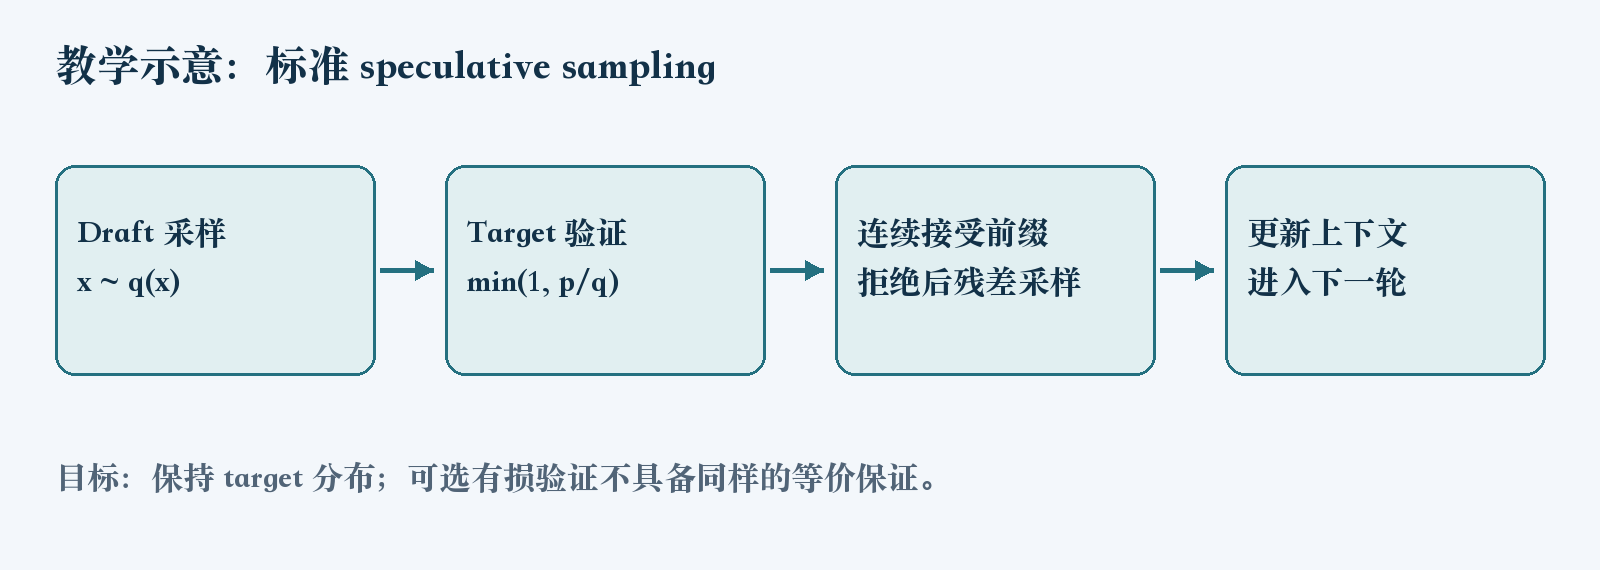 教学示意：标准 speculative sampling
Draft 采样
x ~ q(x)
Target 验证
min(1, p/q)
连续接受前缀
拒绝后残差采样
更新上下文
进入下一轮
目标：保持 target 分布；可选有损验证不具备同样的等价保证。